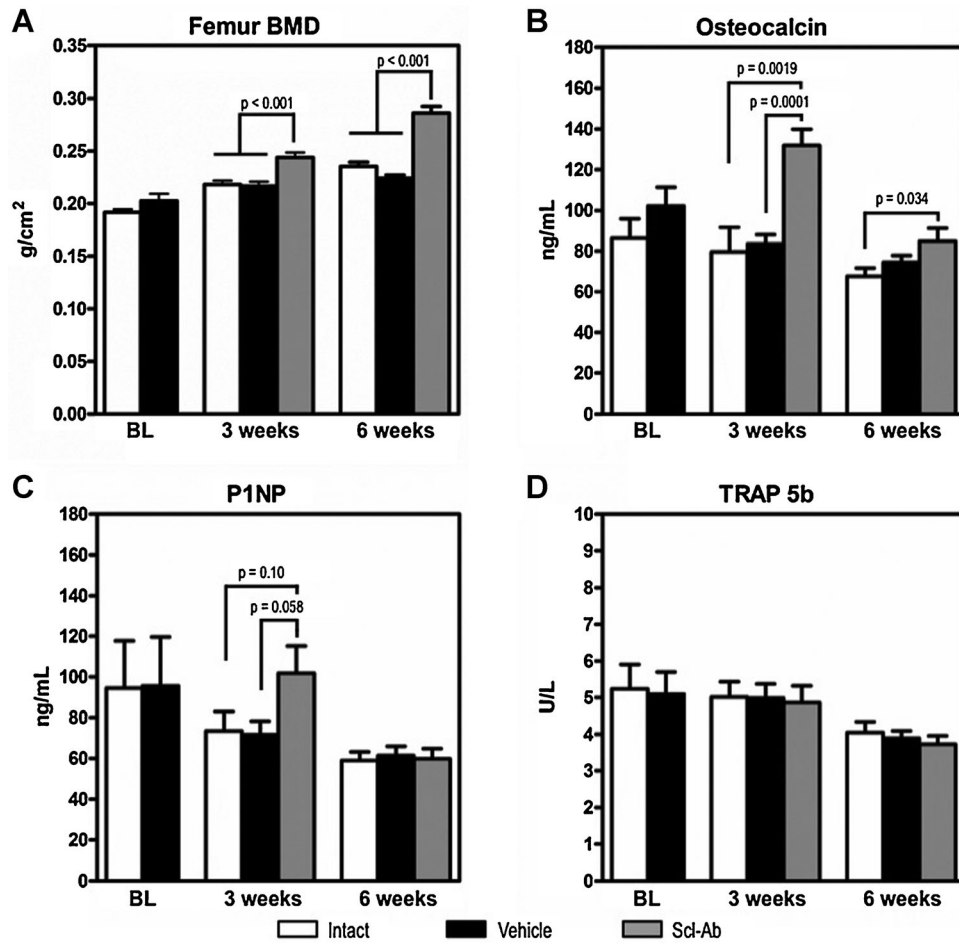 A
Femur BMD
0.35
0.30
0.25
0.20
0.15
0.10
0.05
0.00
g/cm²
p < 0.001
p < 0.001
BL
3 weeks
6 weeks
B
Osteocalcin
180
160
140
120
100
80
60
40
20
0
ng/mL
p = 0.0019
p = 0.0001
p = 0.034
BL
3 weeks
6 weeks
C
P1NP
180
160
140
120
100
80
60
40
20
0
ng/mL
p = 0.10
p = 0.058
BL
3 weeks
6 weeks
D
TRAP 5b
10
9
8
7
6
5
4
3
2
1
0
U/L
BL
3 weeks
6 weeks
Intact
Vehicle
Scl-Ab